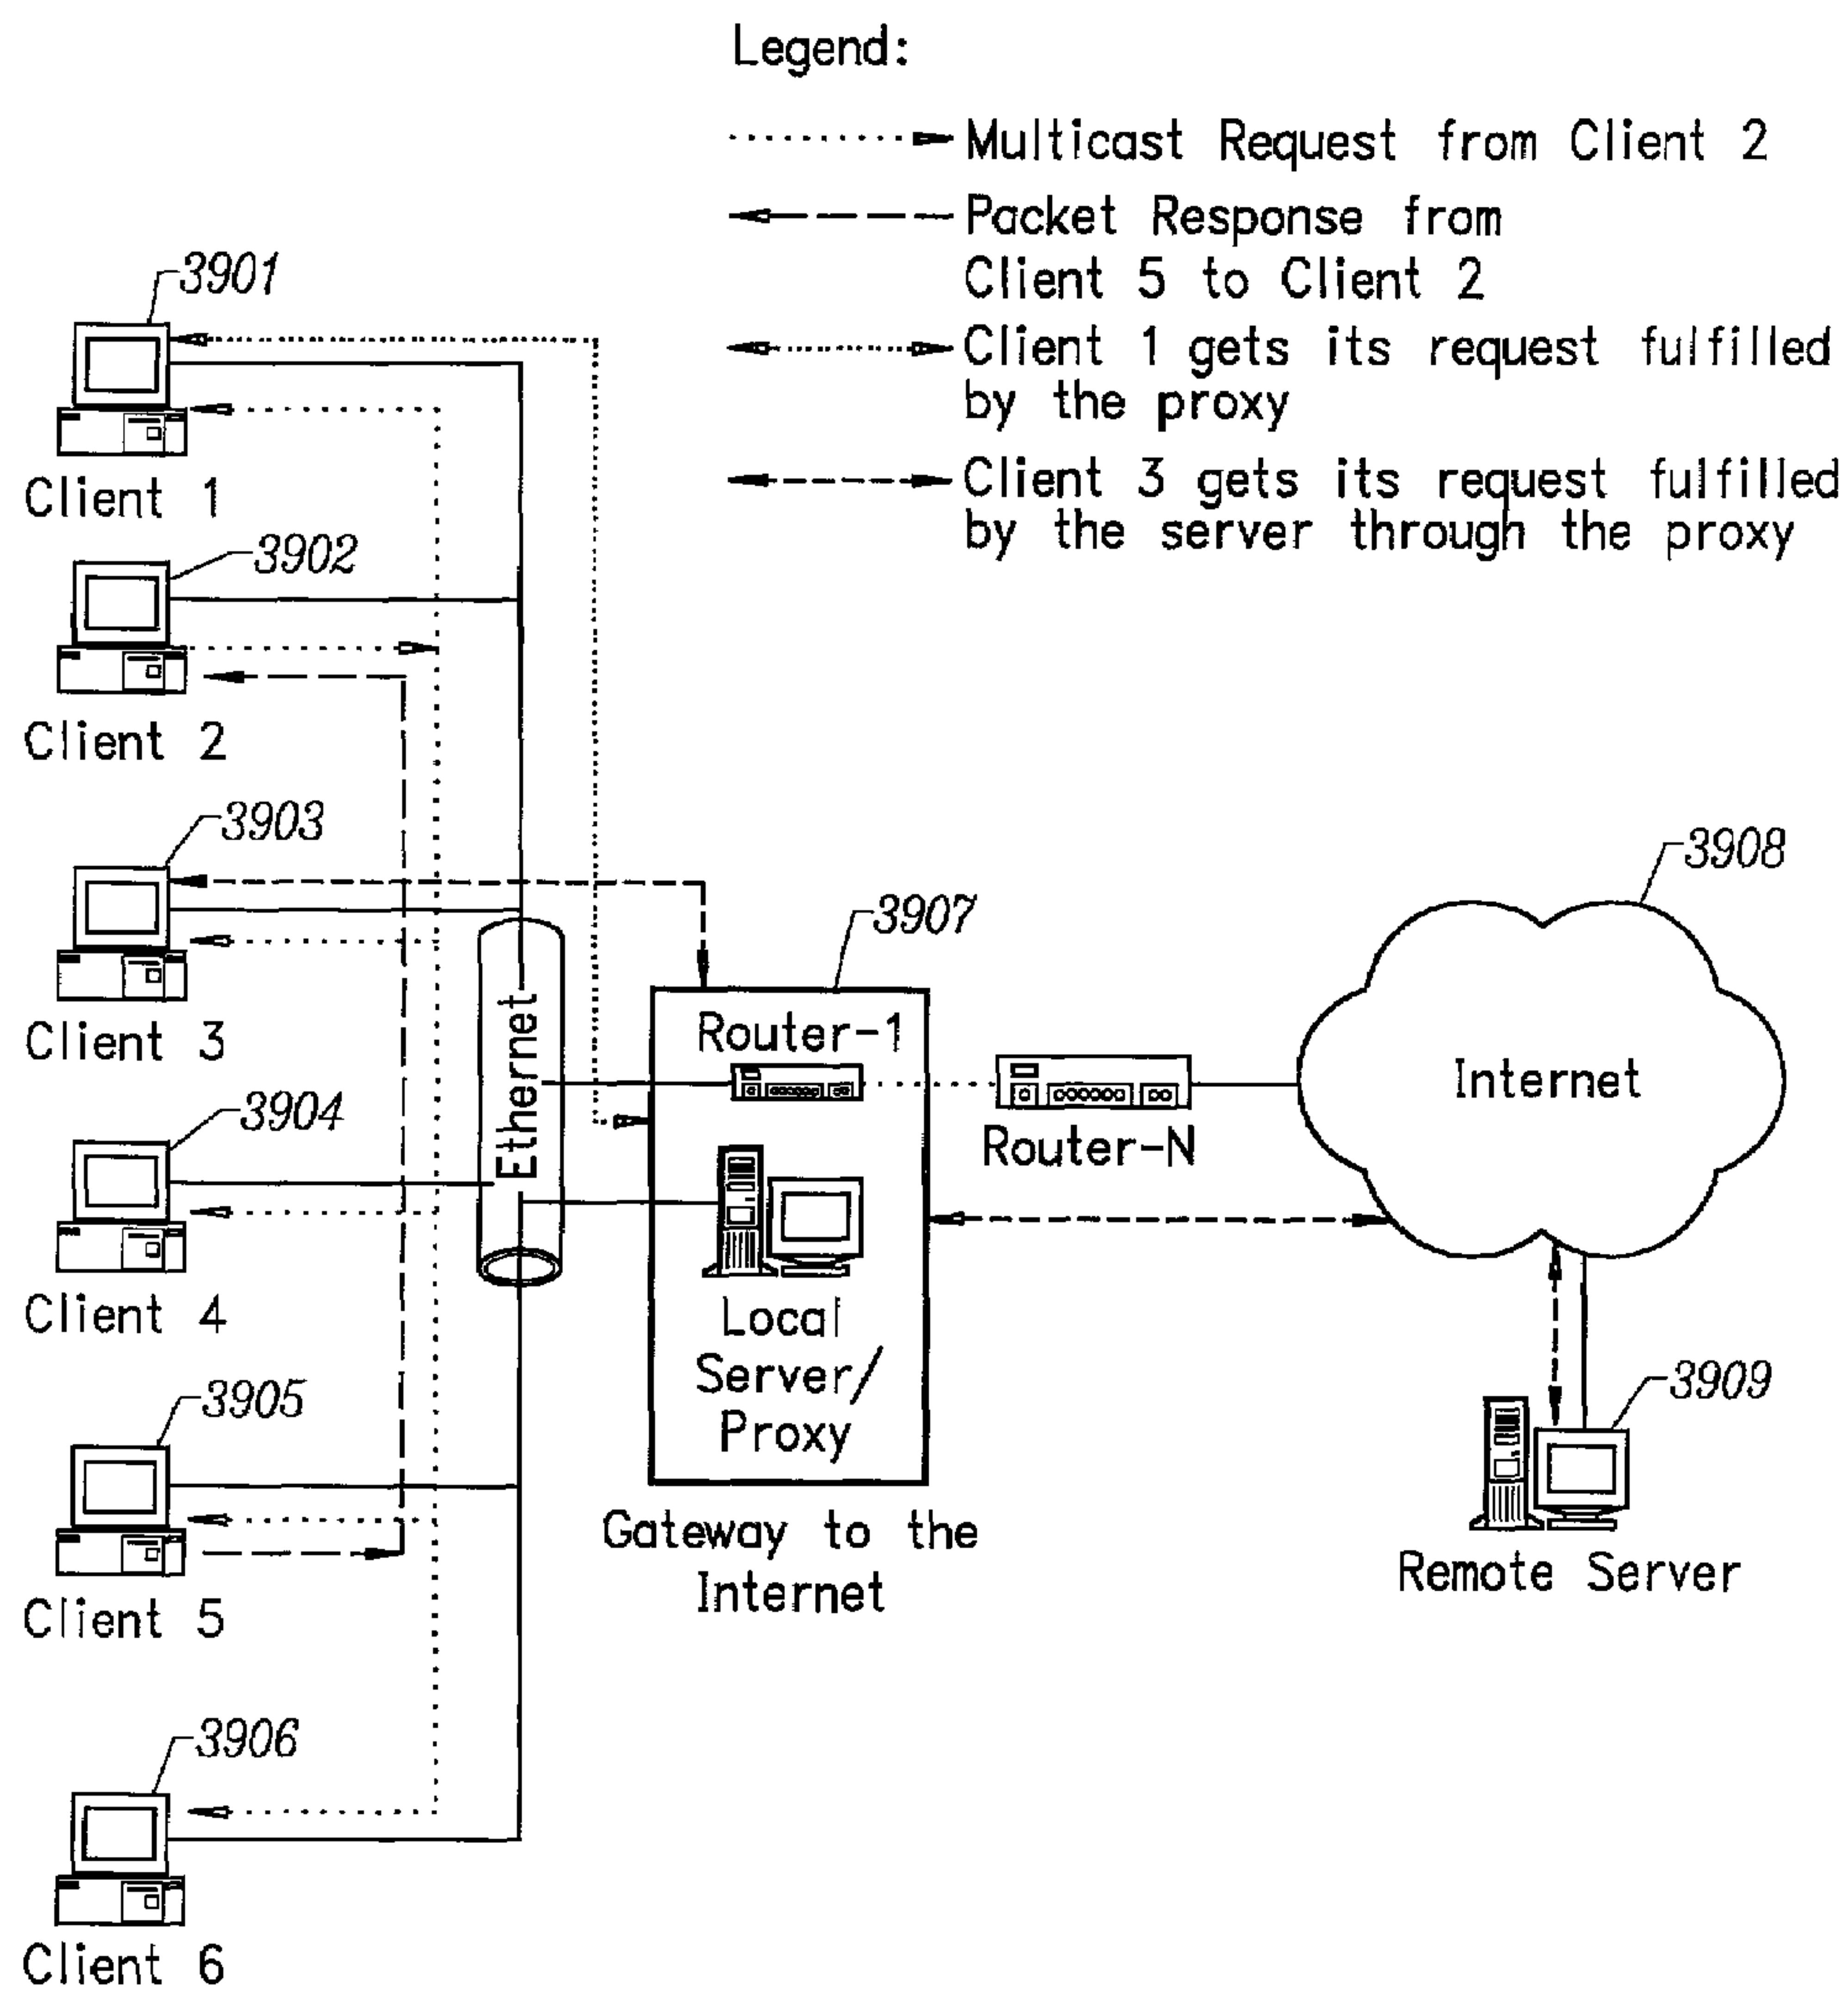 Legend:
Multicast Request from Client 2
Packet Response from
Client 5 to Client 2
Client 1 gets its request fulfilled
by the proxy
Client 3 gets its request fulfilled
by the server through the proxy
3901
Client 1
3902
Client 2
3903
Client 3
3904
Client 4
3905
Client 5
3906
Client 6
Ethernet
3907
Router-1
Local
Server/
Proxy
Gateway to the
Internet
Router-N
3908
Internet
3909
Remote Server